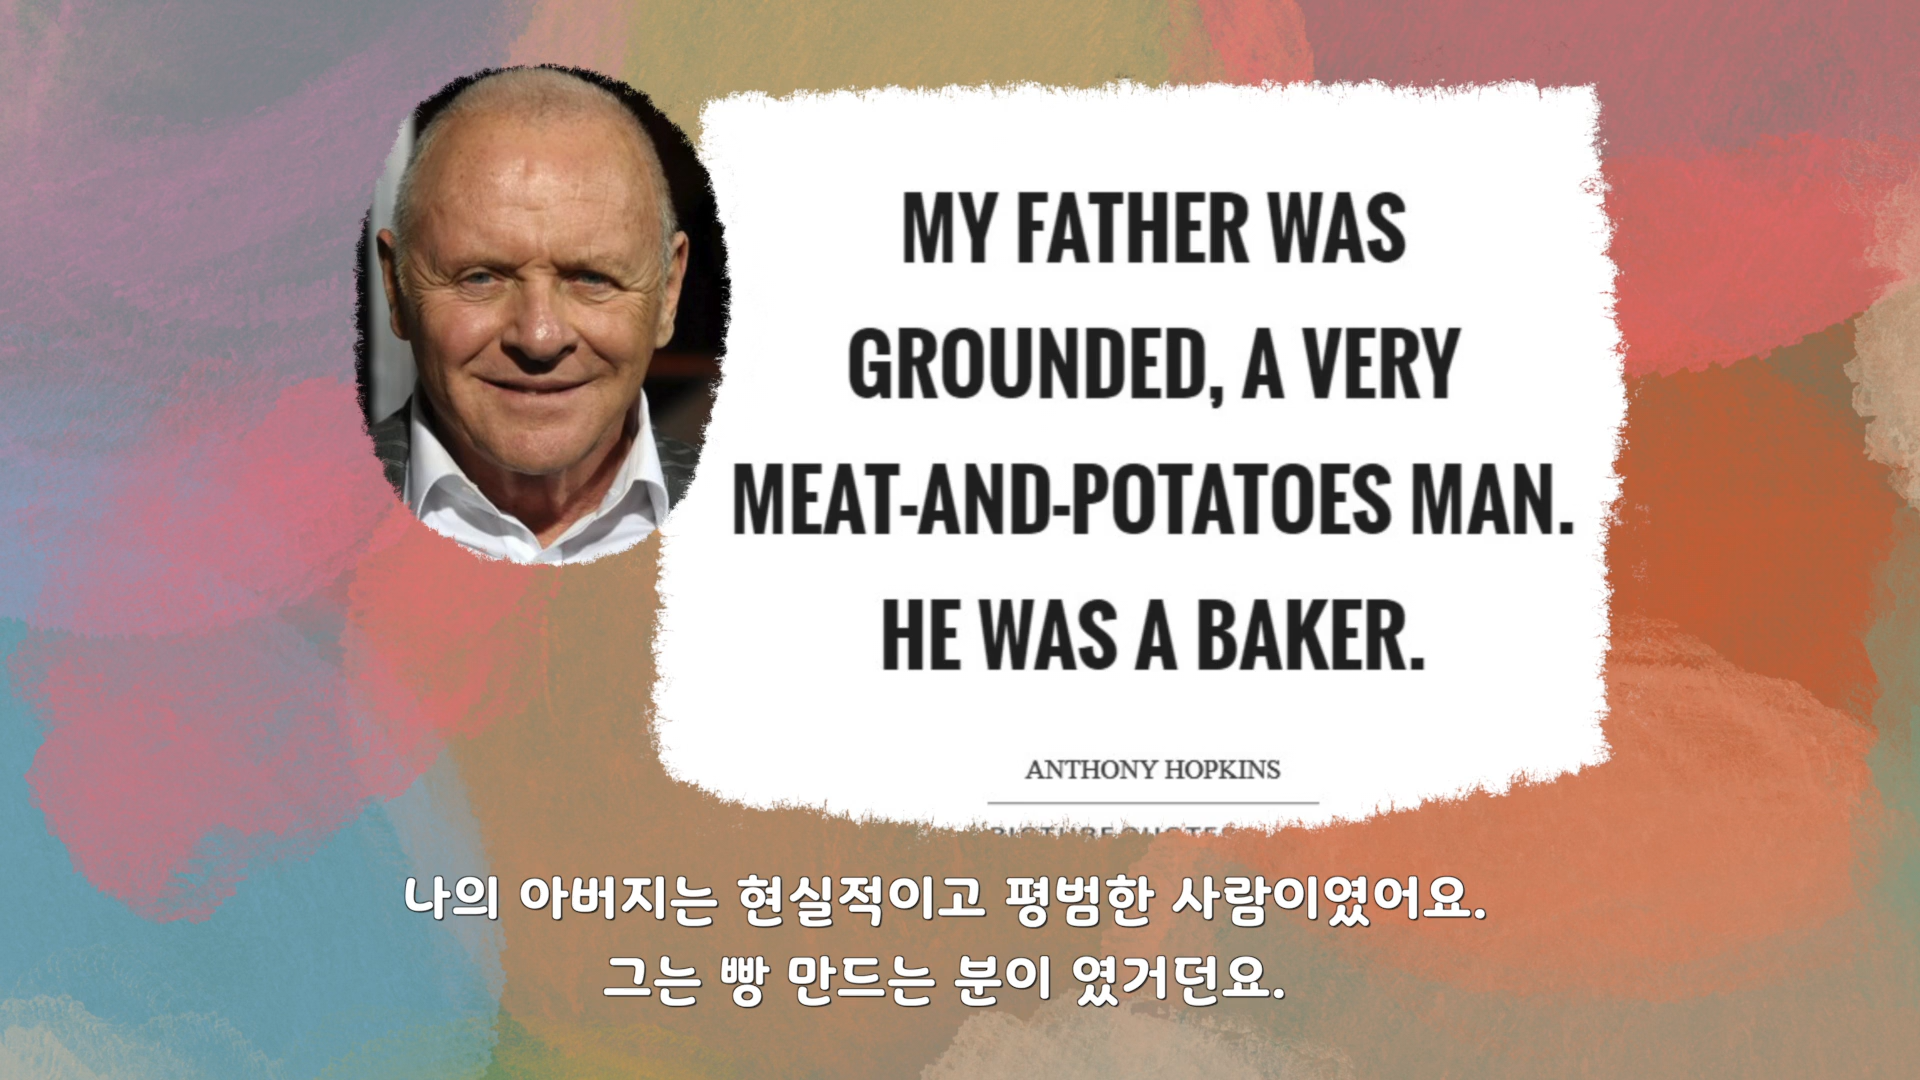 MY FATHER WAS
GROUNDED, A VERY
MEAT-AND-POTATOES MAN.
HE WAS A BAKER.
ANTHONY HOPKINS
나의 아버지는 현실적이고 평범한 사람이였어요.
그는 빵 만드는 분이 였거던요.